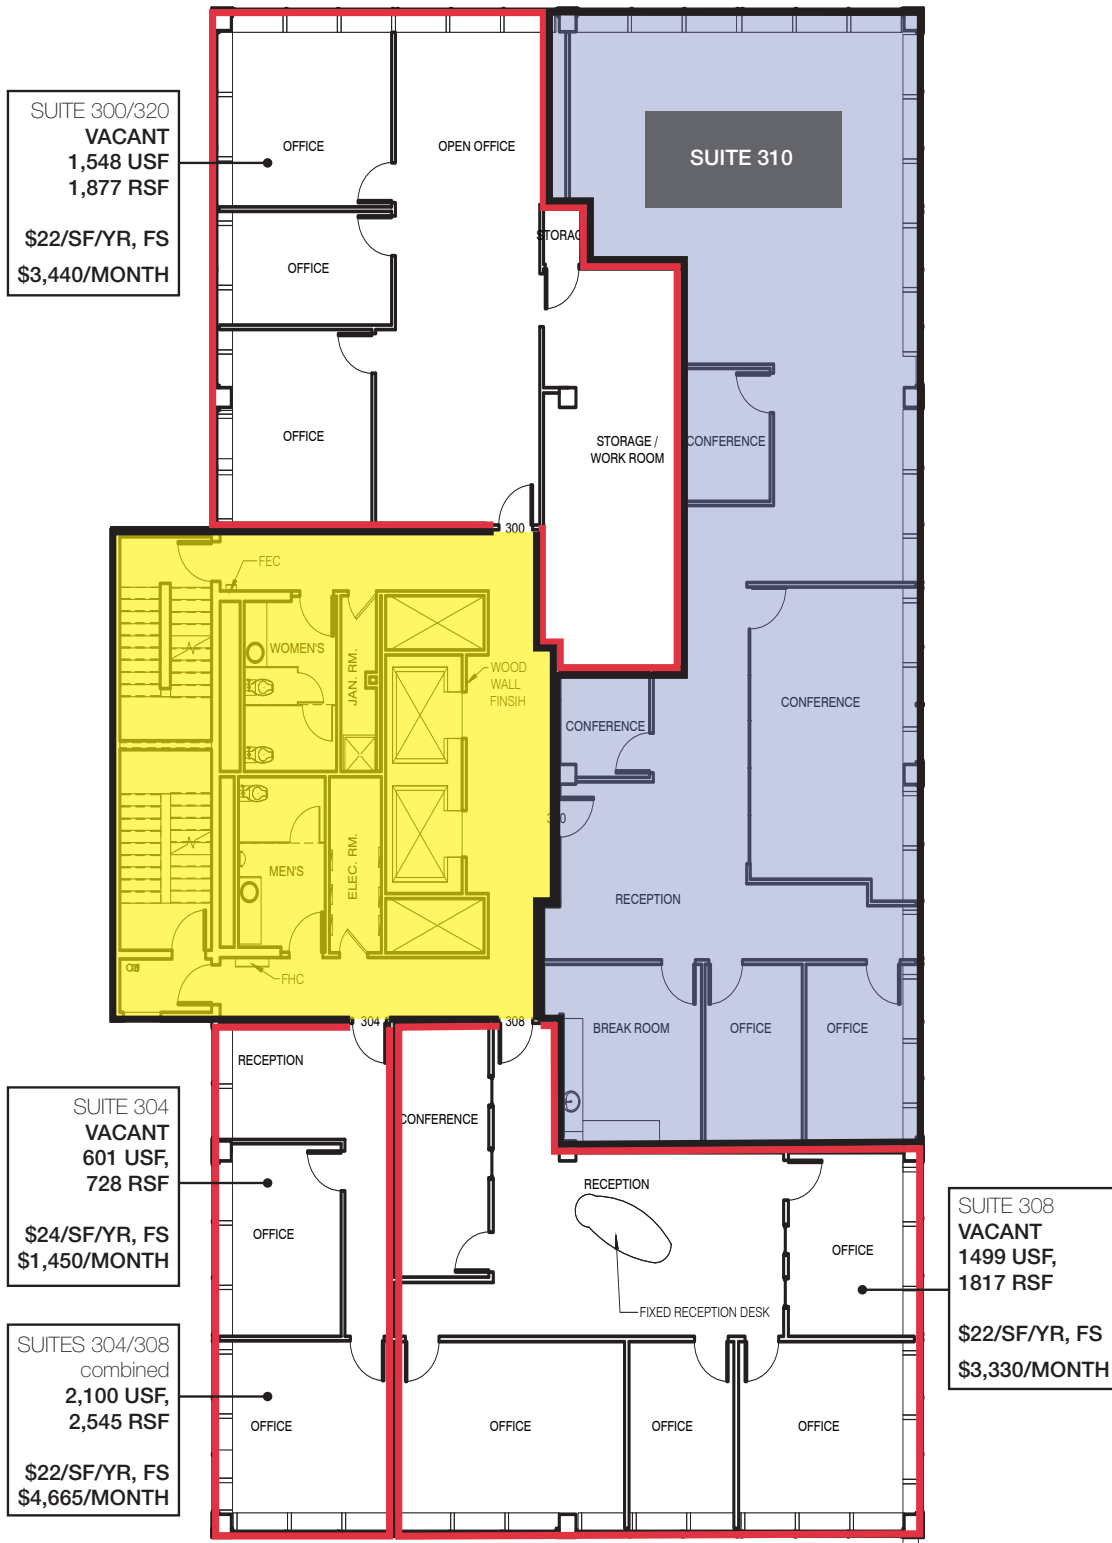 SUITE 300/320
VACANT
1,548 USF
1,877 RSF
$22/SF/YR, FS
$3,440/MONTH
OFFICE
OPEN OFFICE
SUITE 310
STORAG
OFFICE
OFFICE
STORAGE /
WORK ROOM
CONFERENCE
300
FEC
WOMEN'S
JAN. RM.
WOOD
WALL
FINSIH
CONFERENCE
CONFERENCE
MEN'S
ELEC. RM.
RECEPTION
FHC
304
308
BREAK ROOM
OFFICE
OFFICE
RECEPTION
CONFERENCE
SUITE 304
VACANT
601 USF,
728 RSF
$24/SF/YR, FS
$1,450/MONTH
OFFICE
RECEPTION
OFFICE
FIXED RECEPTION DESK
SUITE 308
VACANT
1499 USF,
1817 RSF
$22/SF/YR, FS
$3,330/MONTH
SUITES 304/308
combined
2,100 USF,
2,545 RSF
$22/SF/YR, FS
$4,665/MONTH
OFFICE
OFFICE
OFFICE
OFFICE